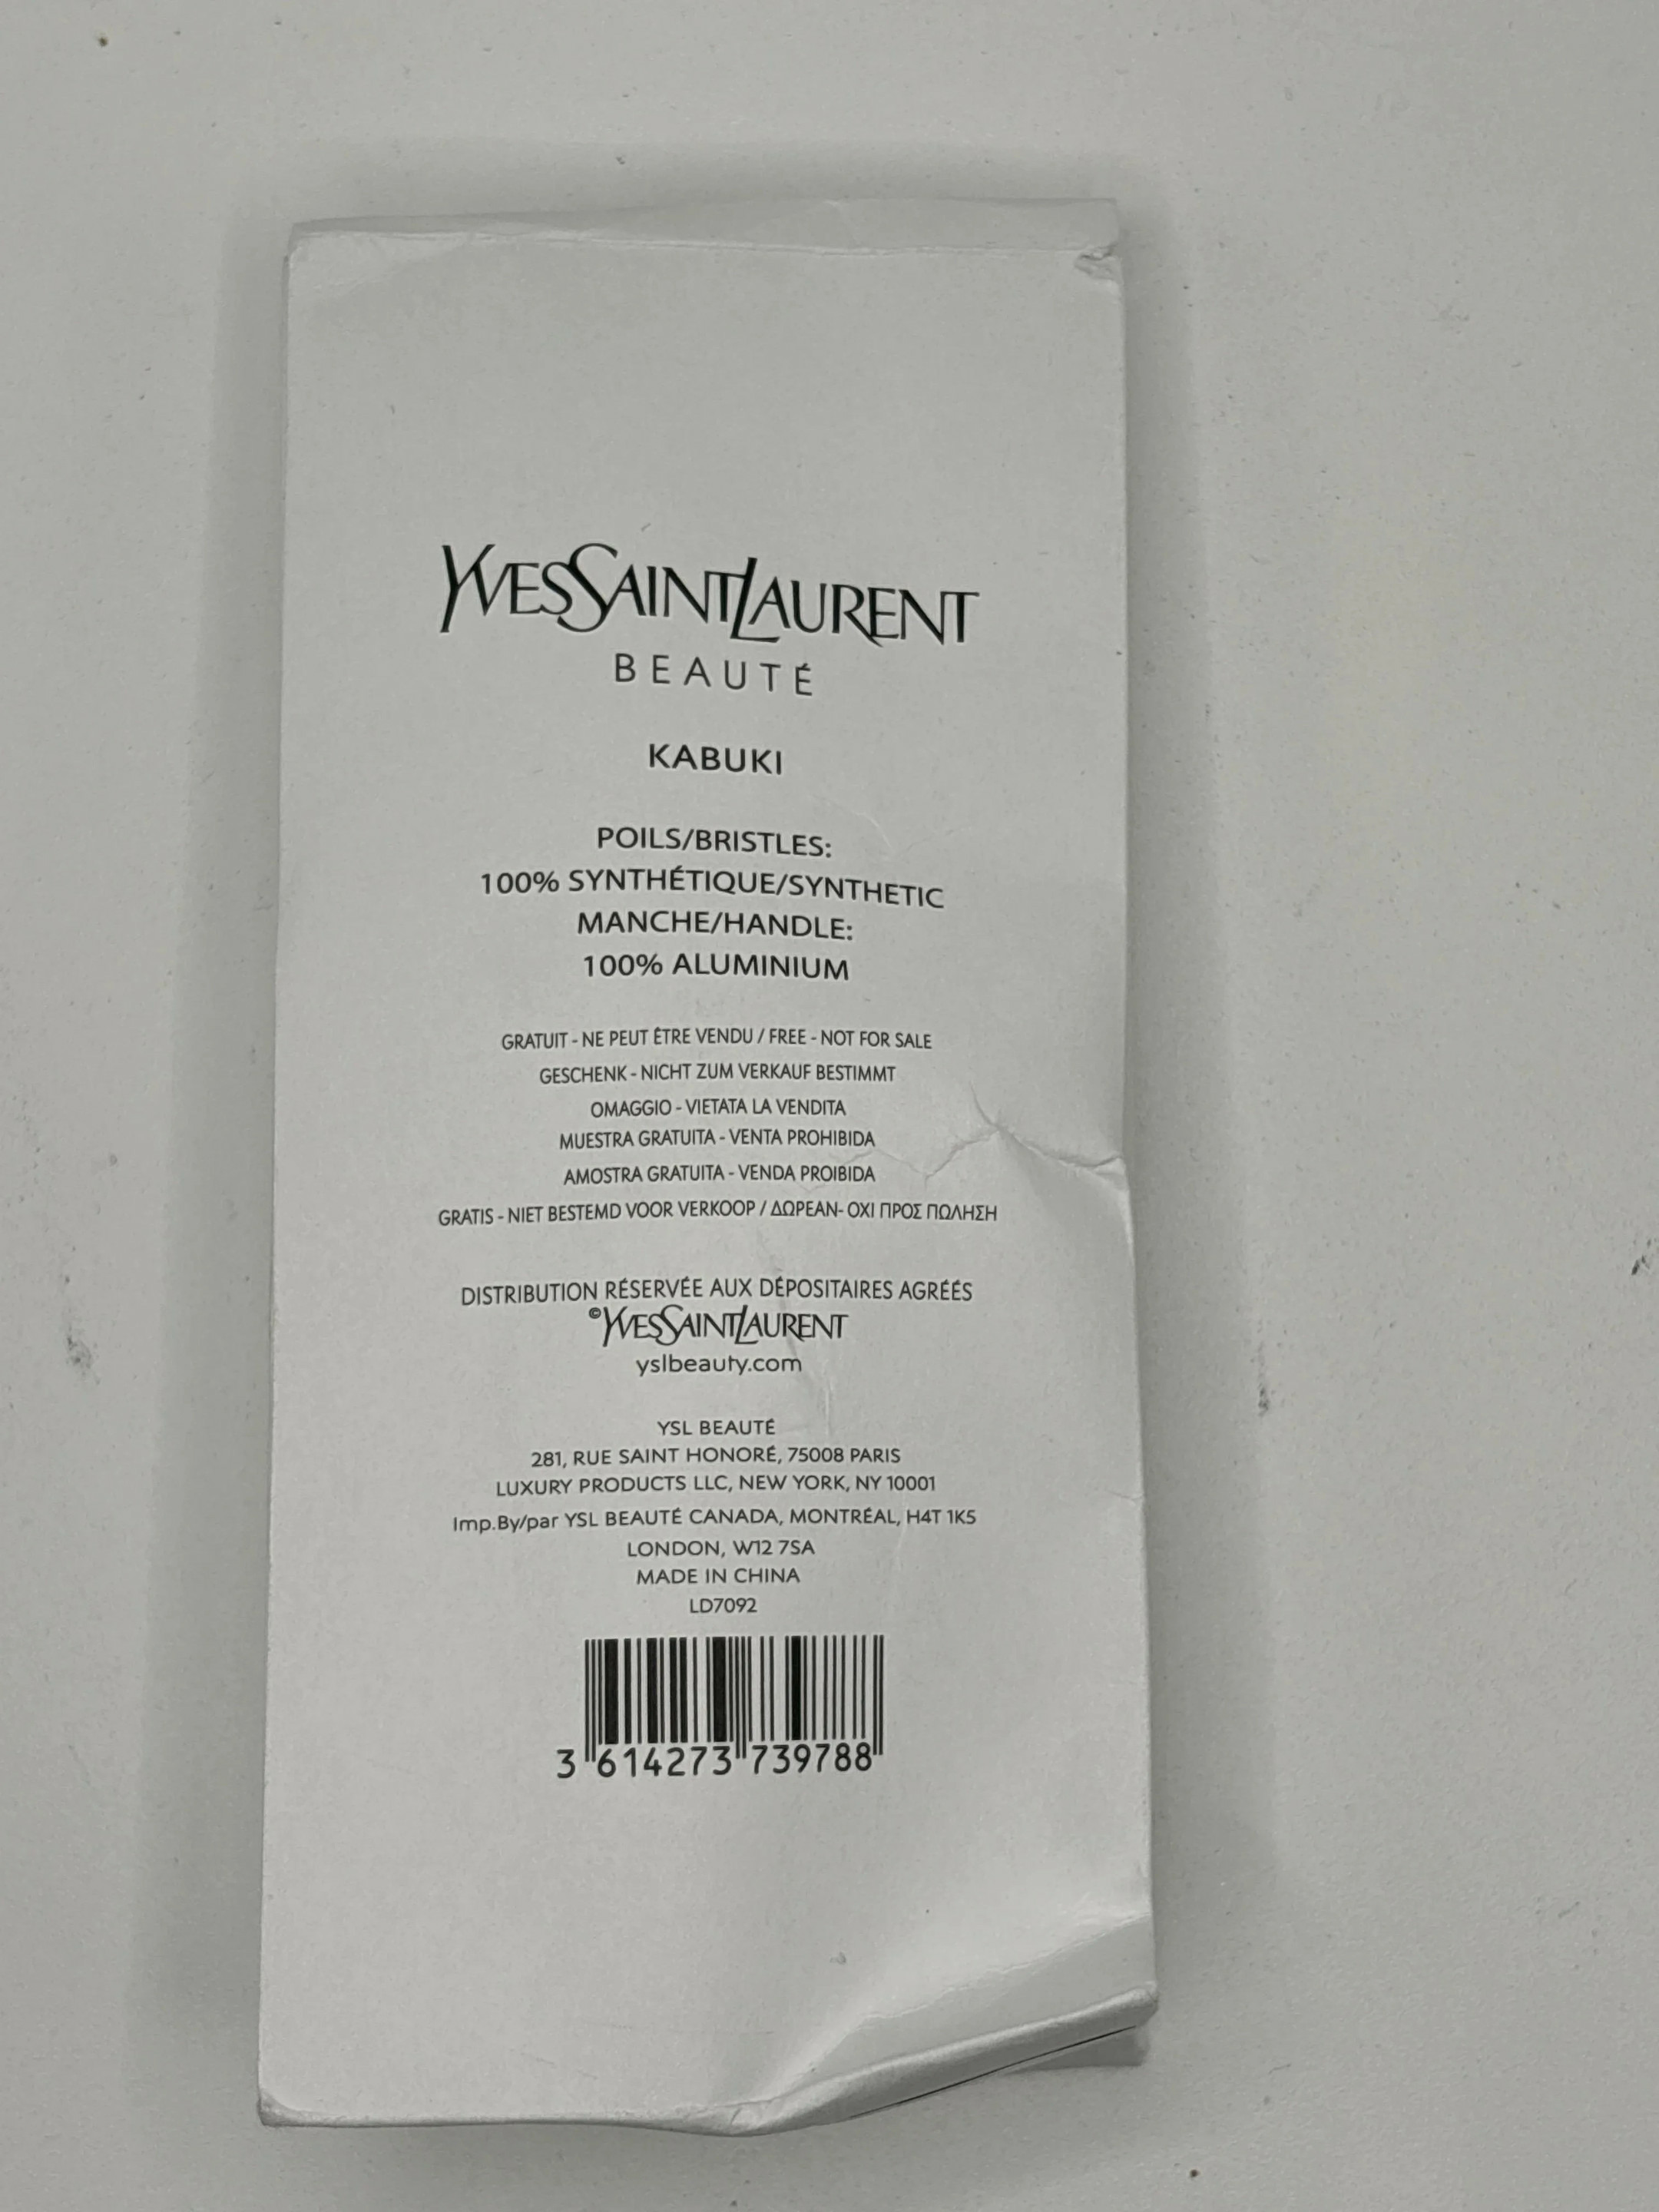 YVESSAINTLAURENT
BEAUTÉ
KABUKI
POILS/BRISTLES:
100% SYNTHÉTIQUE/SYNTHETIC
MANCHE/HANDLE:
100% ALUMINIUM
GRATUIT - NE PEUT ÊTRE VENDU / FREE - NOT FOR SALE
GESCHENK - NICHT ZUM VERKAUF BESTIMMT
OMAGGIO - VIETATA LA VENDITA
MUESTRA GRATUITA - VENTA PROHIBIDA
AMOSTRA GRATUITA - VENDA PROIBIDA
GRATIS - NIET BESTEMD VOOR VERKOOP / ΔΩΡΕΑΝ- ΟΧΙ ΠΡΟΣ ΠΩΛΗΣΗ
DISTRIBUTION RÉSERVÉE AUX DÉPOSITAIRES AGRÉÉS
©YVESSAINTLAURENT
yslbeauty.com
YSL BEAUTÉ
281, RUE SAINT HONORÉ, 75008 PARIS
LUXURY PRODUCTS LLC, NEW YORK, NY 10001
Imp.By/par YSL BEAUTÉ CANADA, MONTRÉAL, H4T 1K5
LONDON, W12 7SA
MADE IN CHINA
LD7092
3 614273 739788